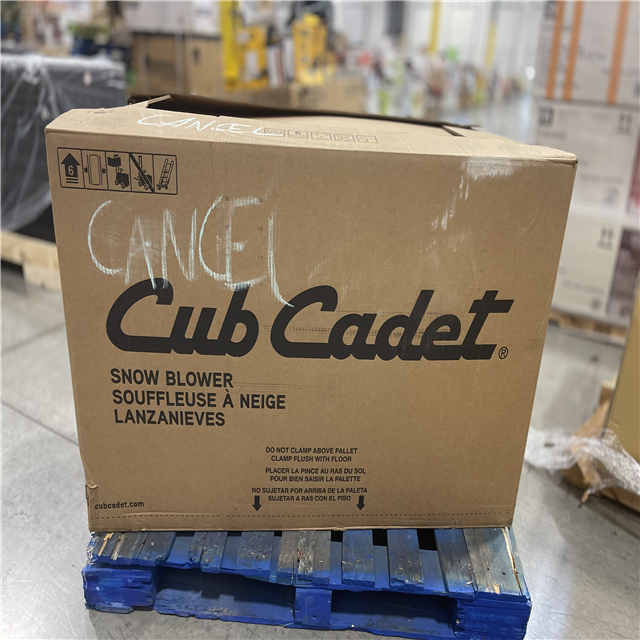 CANCEL
6
CANCEL
Cub Cadet®
SNOW BLOWER
SOUFFLEUSE À NEIGE
LANZANIEVES
DO NOT CLAMP ABOVE PALLET
CLAMP FLUSH WITH FLOOR
PLACER LA PINCE AU RAS DU SOL
POUR BIEN SAISIR LA PALETTE
NO SUJETAR POR ARRIBA DE LA PALETA
SUJETAR A RAS CON EL PISO
cubcadet.com